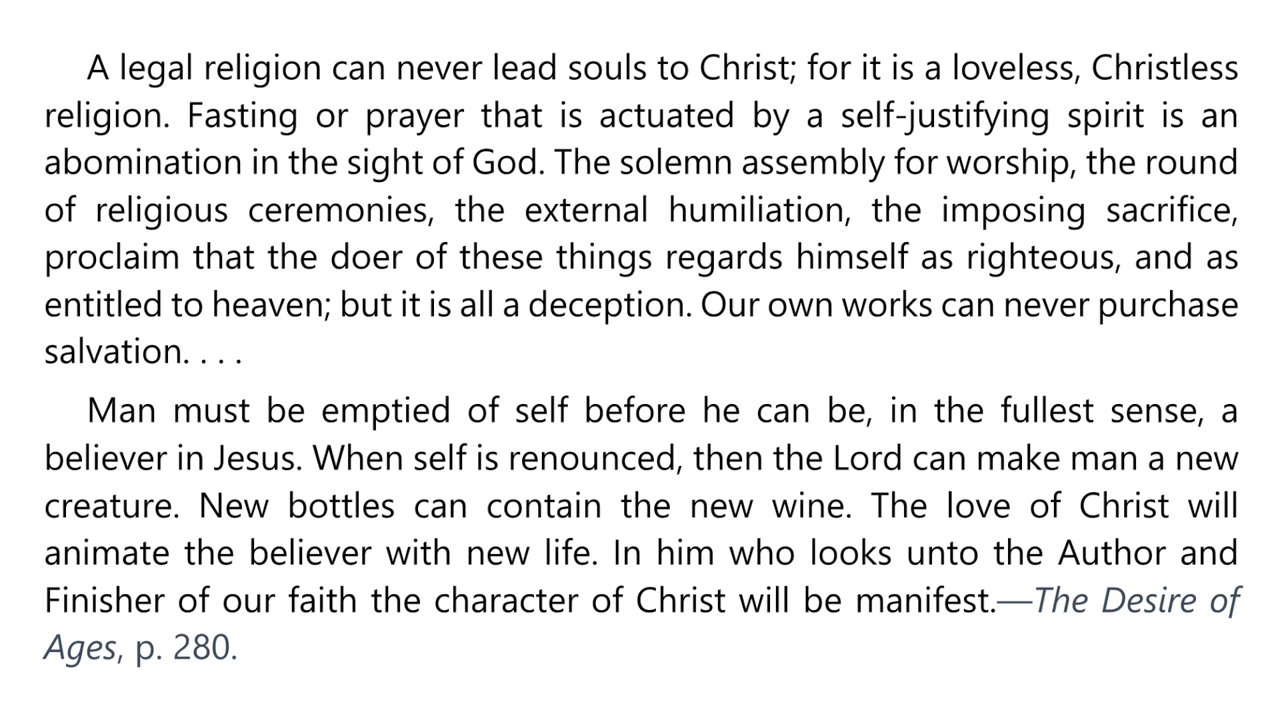 A legal religion can never lead souls to Christ; for it is a loveless, Christless
religion. Fasting or prayer that is actuated by a self-justifying spirit is an
abomination in the sight of God. The solemn assembly for worship, the round
of religious ceremonies, the external humiliation, the imposing sacrifice,
proclaim that the doer of these things regards himself as righteous, and as
entitled to heaven; but it is all a deception. Our own works can never purchase
salvation. . . .
Man must be emptied of self before he can be, in the fullest sense, a
believer in Jesus. When self is renounced, then the Lord can make man a new
creature. New bottles can contain the new wine. The love of Christ will
animate the believer with new life. In him who looks unto the Author and
Finisher of our faith the character of Christ will be manifest.—The Desire of
Ages, p. 280.